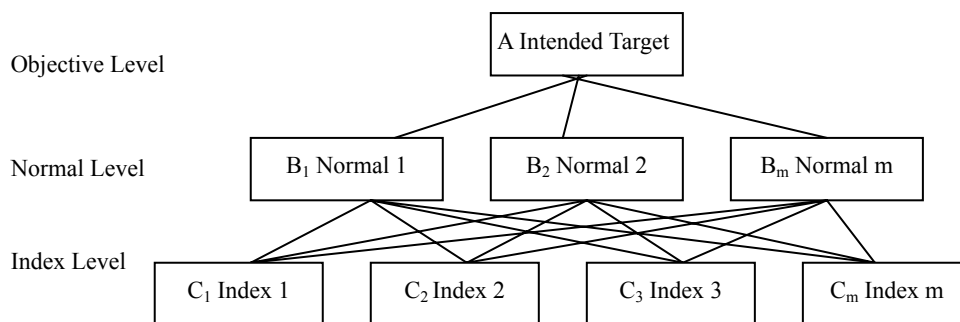 A Intended Target
Objective Level
Normal Level
B₁ Normal 1
B₂ Normal 2
Bₘ Normal m
Index Level
C₁ Index 1
C₂ Index 2
C₃ Index 3
Cₘ Index m